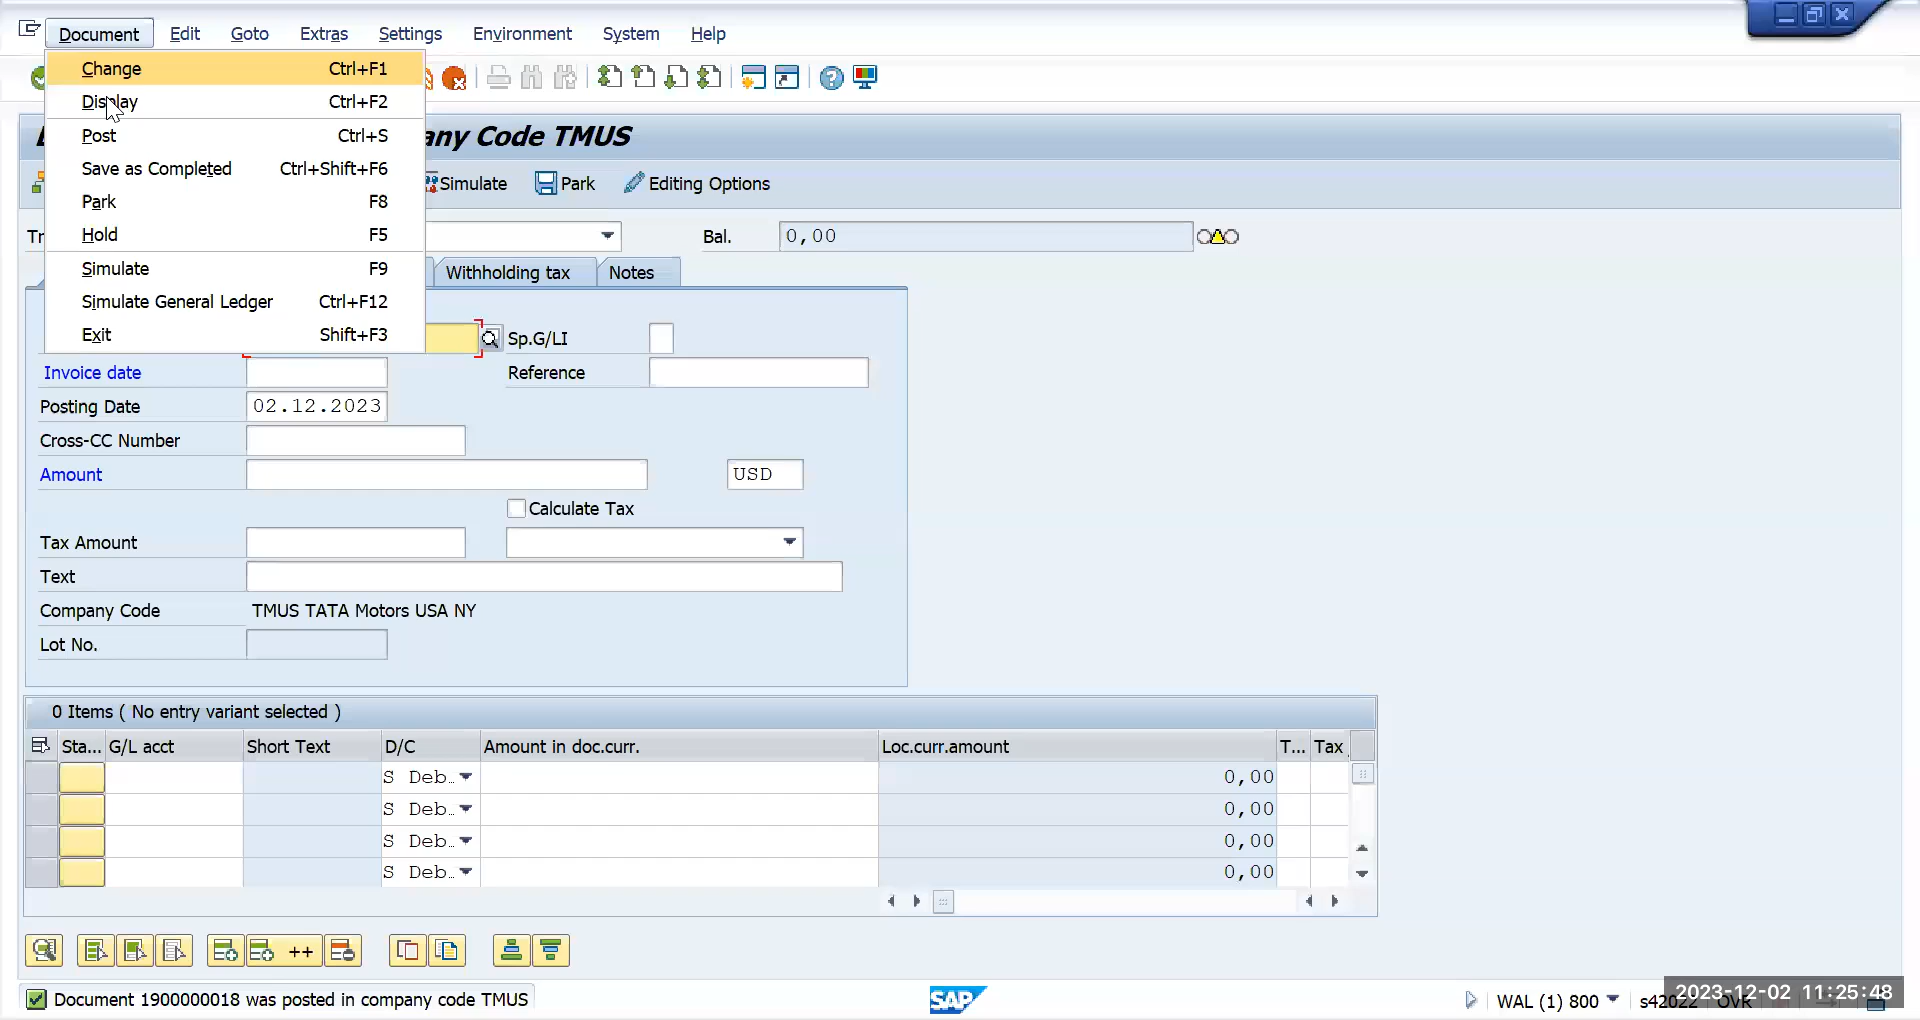 Document Edit Goto Extras Settings Environment System Help
Change Ctrl+F1
Display Ctrl+F2
Post Ctrl+S
Save as Completed Ctrl+Shift+F6
Park F8
Hold F5
Simulate F9
Simulate General Ledger Ctrl+F12
Exit Shift+F3
any Code TMUS
Simulate Park Editing Options
Tr
Bal. 0,00
Withholding tax Notes
Sp.G/LI
Invoice date Reference
Posting Date 02.12.2023
Cross-CC Number
Amount USD
Calculate Tax
Tax Amount
Text
Company Code TMUS TATA Motors USA NY
Lot No.
0 Items ( No entry variant selected )
Sta... G/L acct Short Text D/C Amount in doc.curr. Loc.curr.amount T... Tax
S Deb.. 0,00
S Deb.. 0,00
S Deb.. 0,00
S Deb.. 0,00
++
Document 1900000018 was posted in company code TMUS
SAP
WAL (1) 800 s42022 OVR
2023-12-02 11:25:48